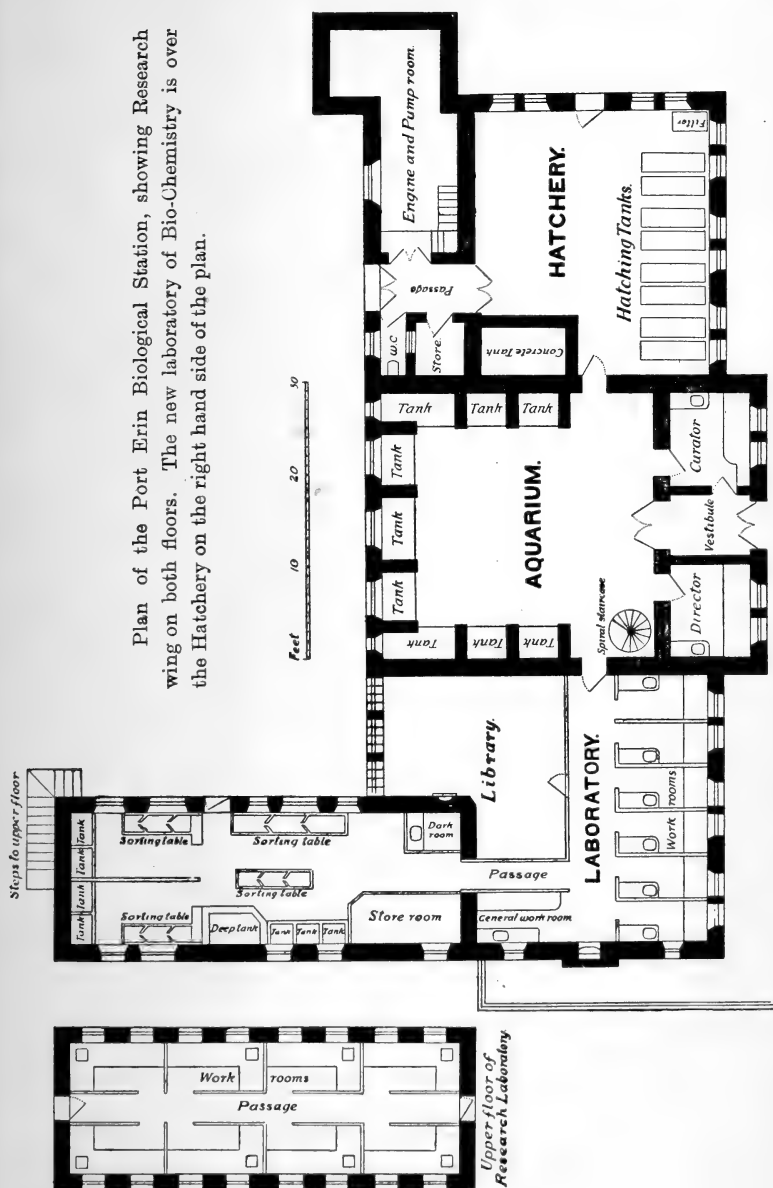 Plan of the Port Erin Biological Station, showing Research
wing on both floors. The new laboratory of Bio-Chemistry is over
the Hatchery on the right hand side of the plan.
Feet 10 20 30
Steps to upper floor
Tank
Tank
Tank
Tank
Sorting table
Sorting table
Sorting table
Sorting table
Deep tank
Tank
Tank
Tank
Dark
room
Store room
Passage
General work room
Library.
LABORATORY.
Work rooms
Work rooms
Passage
Upper floor of
Research Laboratory.
Engine and Pump room.
Passage
W.C
Store.
Concrete Tank
HATCHERY.
Hatching Tanks.
Filter
Tank
Tank
Tank
Tank
Tank
Tank
Tank
Tank
Tank
AQUARIUM.
Spiral staircase
Director
Vestibule
Curator